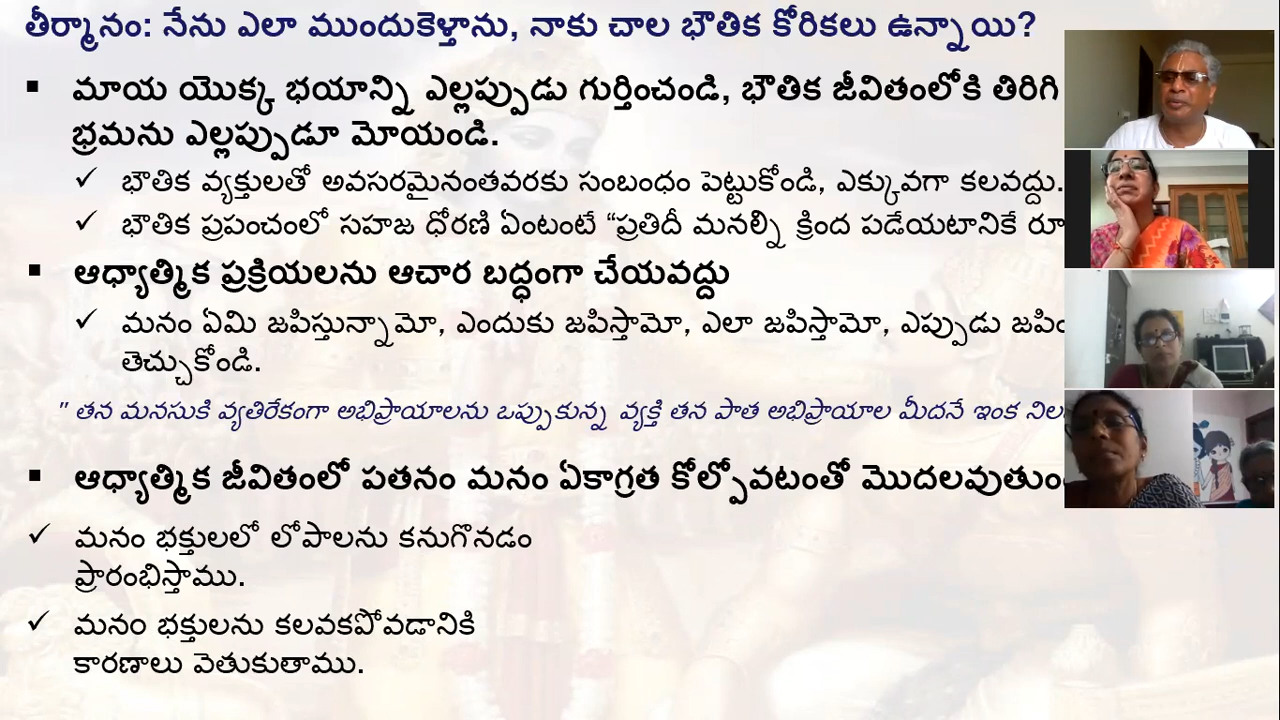 తీర్మానం: నేను ఎలా ముందుకెళ్తాను, నాకు చాల భౌతిక కోరికలు ఉన్నాయి?
▪ మాయ యొక్క భయాన్ని ఎల్లప్పుడు గుర్తించండి, భౌతిక జీవితంలోకి తిరిగి
భ్రమను ఎల్లప్పుడూ మోయండి.
✓ భౌతిక వ్యక్తులతో అవసరమైనంతవరకు సంబంధం పెట్టుకోండి, ఎక్కువగా కలవద్దు.
✓ భౌతిక ప్రపంచంలో సహజ ధోరణి ఏంటంటే “ప్రతిదీ మనల్ని క్రింద పడేయటానికే
▪ ఆధ్యాత్మిక ప్రక్రియలను ఆచార బద్ధంగా చేయవద్దు
✓ మనం ఏమి జపిస్తున్నామో, ఎందుకు జపిస్తామో, ఎలా జపిస్తామో, ఎప్పుడు
తెచ్చుకోండి.
" తన మనసుకి వ్యతిరేకంగా అభిప్రాయాలను ఒప్పుకున్న వ్యక్తి తన పాత అభిప్రాయాల మీదనే ఇంక
▪ ఆధ్యాత్మిక జీవితంలో పతనం మనం ఏకాగ్రత కోల్పోవటంతో
✓ మనం భక్తులలో లోపాలను కనుగొనడం
ప్రారంభిస్తాము.
✓ మనం భక్తులను కలవకపోవడానికి
కారణాలు వెతుకుతాము.